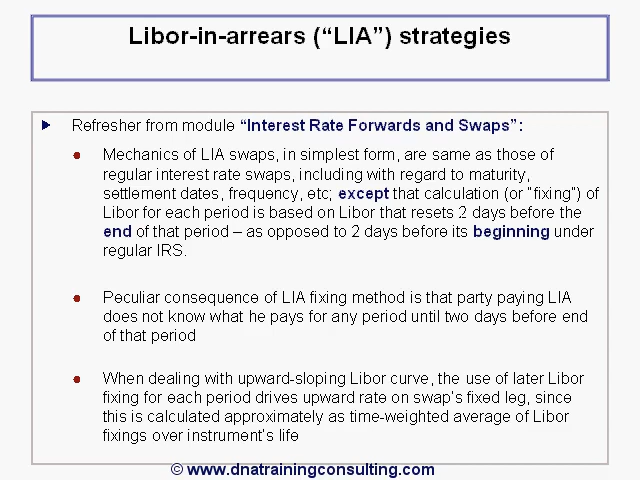 Libor-in-arrears (“LIA”) strategies
Refresher from module “Interest Rate Forwards and Swaps”:
Mechanics of LIA swaps, in simplest form, are same as those of
regular interest rate swaps, including with regard to maturity,
settlement dates, frequency, etc; except that calculation (or “fixing”) of
Libor for each period is based on Libor that resets 2 days before the
end of that period – as opposed to 2 days before its beginning under
regular IRS.
Peculiar consequence of LIA fixing method is that party paying LIA
does not know what he pays for any period until two days before end
of that period
When dealing with upward-sloping Libor curve, the use of later Libor
fixing for each period drives upward rate on swap’s fixed leg, since
this is calculated approximately as time-weighted average of Libor
fixings over instrument’s life
© www.dnatrainingconsulting.com